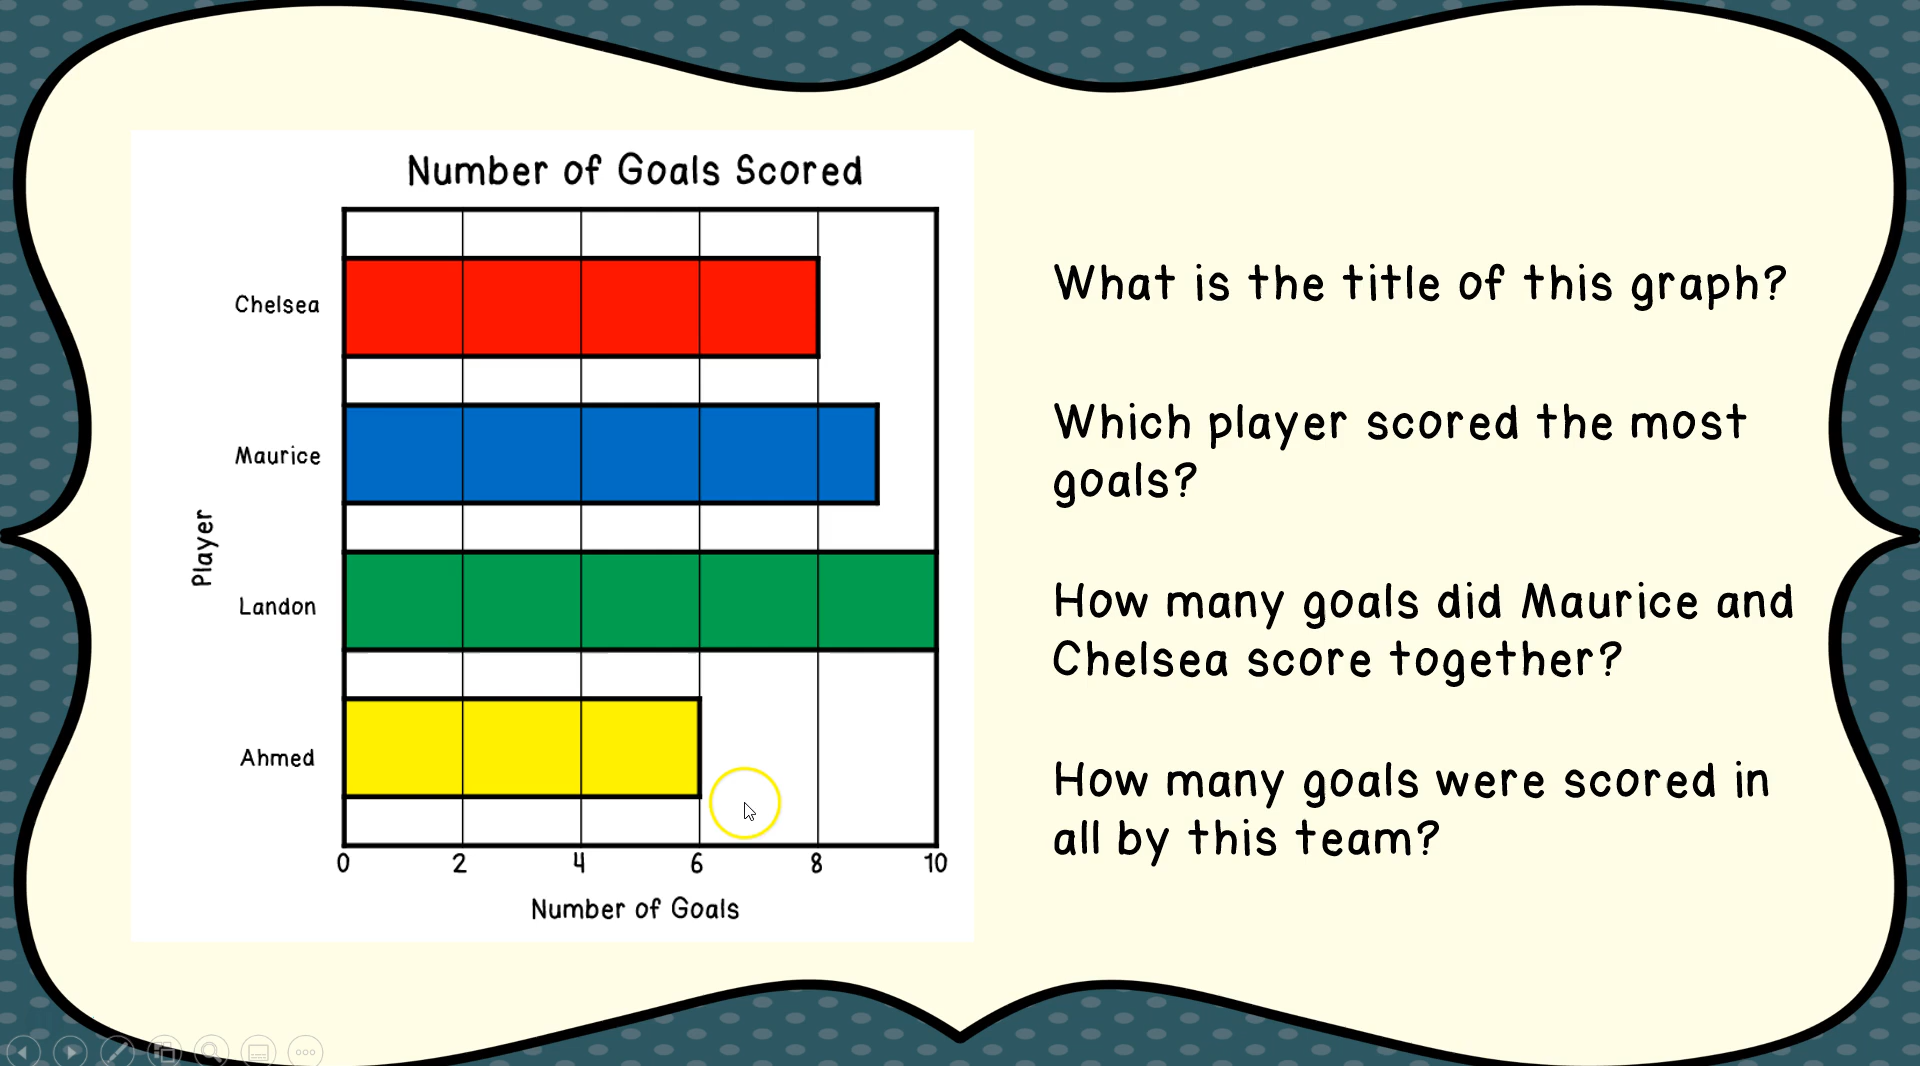 Number of Goals Scored
Chelsea
Maurice
Player
Landon
Ahmed
0 2 4 6 8 10
Number of Goals
What is the title of this graph?
Which player scored the most
goals?
How many goals did Maurice and
Chelsea score together?
How many goals were scored in
all by this team?